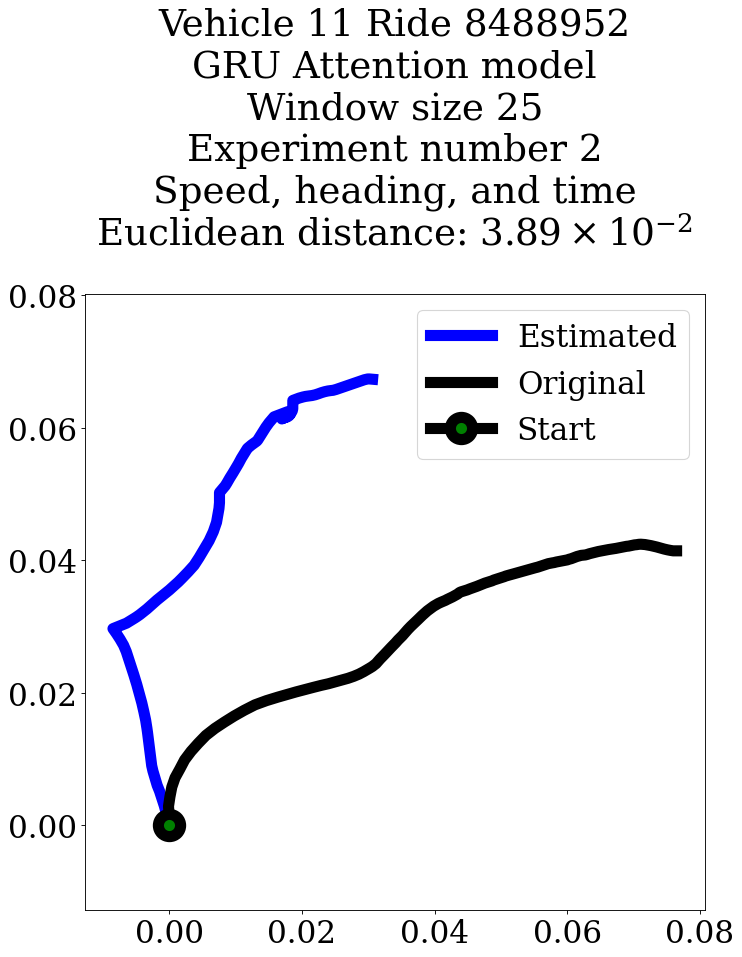 Vehicle 11 Ride 8488952
GRU Attention model
Window size 25
Experiment number 2
Speed, heading, and time
Euclidean distance: 3.89 × 10⁻²
0.08
0.06
0.04
0.02
0.00
Estimated
Original
Start
0.00 0.02 0.04 0.06 0.08